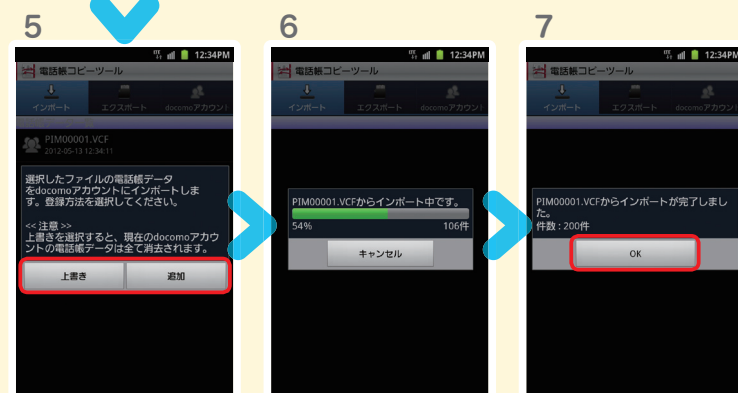 5
12:34PM
電話帳コピーツール
インポート エクスポート docomoアカウント
PIM00001.VCF
2012-05-13 12:34:11
選択したファイルの電話帳データ
をdocomoアカウントにインポートしま
す。登録方法を選択してください。
<< 注意 >>
上書きを選択すると、現在のdocomoアカウ
ントの電話帳データは全て消去されます。
上書き 追加
6
12:34PM
電話帳コピーツール
インポート エクスポート docomoアカウント
PIM00001.VCFからインポート中です。
54% 106件
キャンセル
7
12:34PM
電話帳コピーツール
インポート エクスポート docomoアカウント
PIM00001.VCFからインポートが完了しまし
た。
件数 : 200件
OK